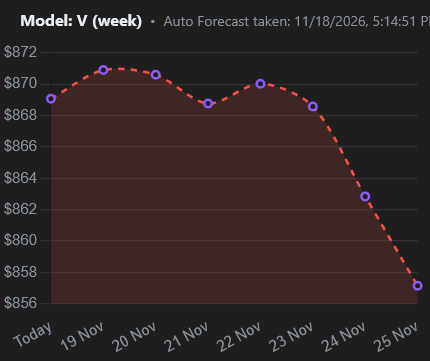 Model: V (week) • Auto Forecast taken: 11/18/2026, 5:14:51 P
$872
$870
$868
$866
$864
$862
$860
$858
$856
Today
19 Nov
20 Nov
21 Nov
22 Nov
23 Nov
24 Nov
25 Nov